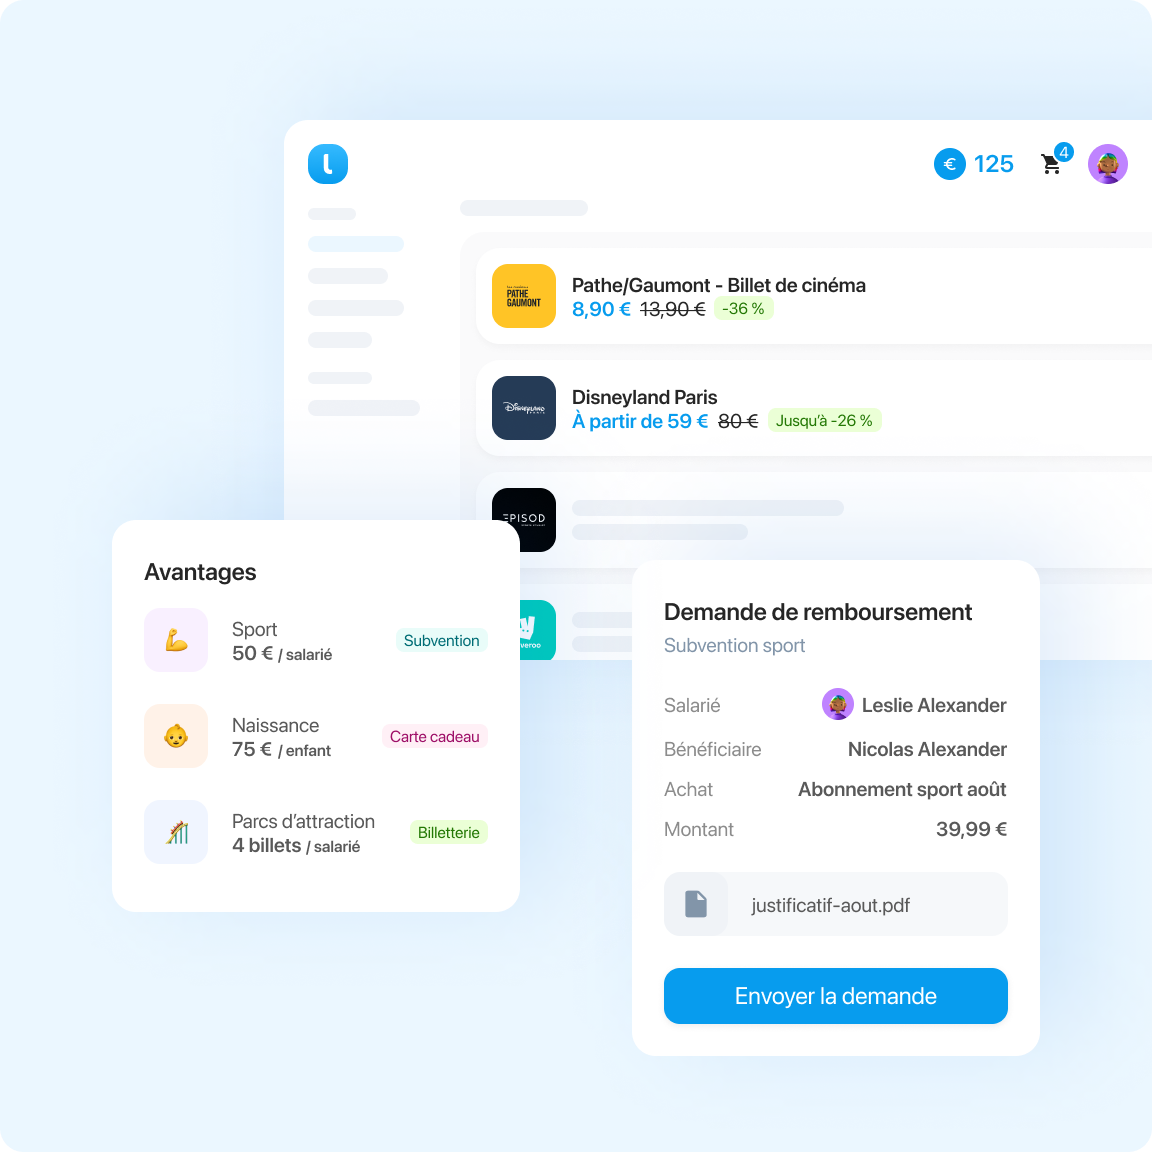 € 125
4
PATHE
GAUMONT
Pathe/Gaumont - Billet de cinéma
8,90 € 13,90 € -36 %
Disneyland
PARIS
Disneyland Paris
À partir de 59 € 80 € Jusqu'à -26 %
EPISOD
veroo
Avantages
Sport
50 € / salarié
Subvention
Naissance
75 € / enfant
Carte cadeau
Parcs d'attraction
4 billets / salarié
Billetterie
Demande de remboursement
Subvention sport
Salarié Leslie Alexander
Bénéficiaire Nicolas Alexander
Achat Abonnement sport août
Montant 39,99 €
justificatif-aout.pdf
Envoyer la demande